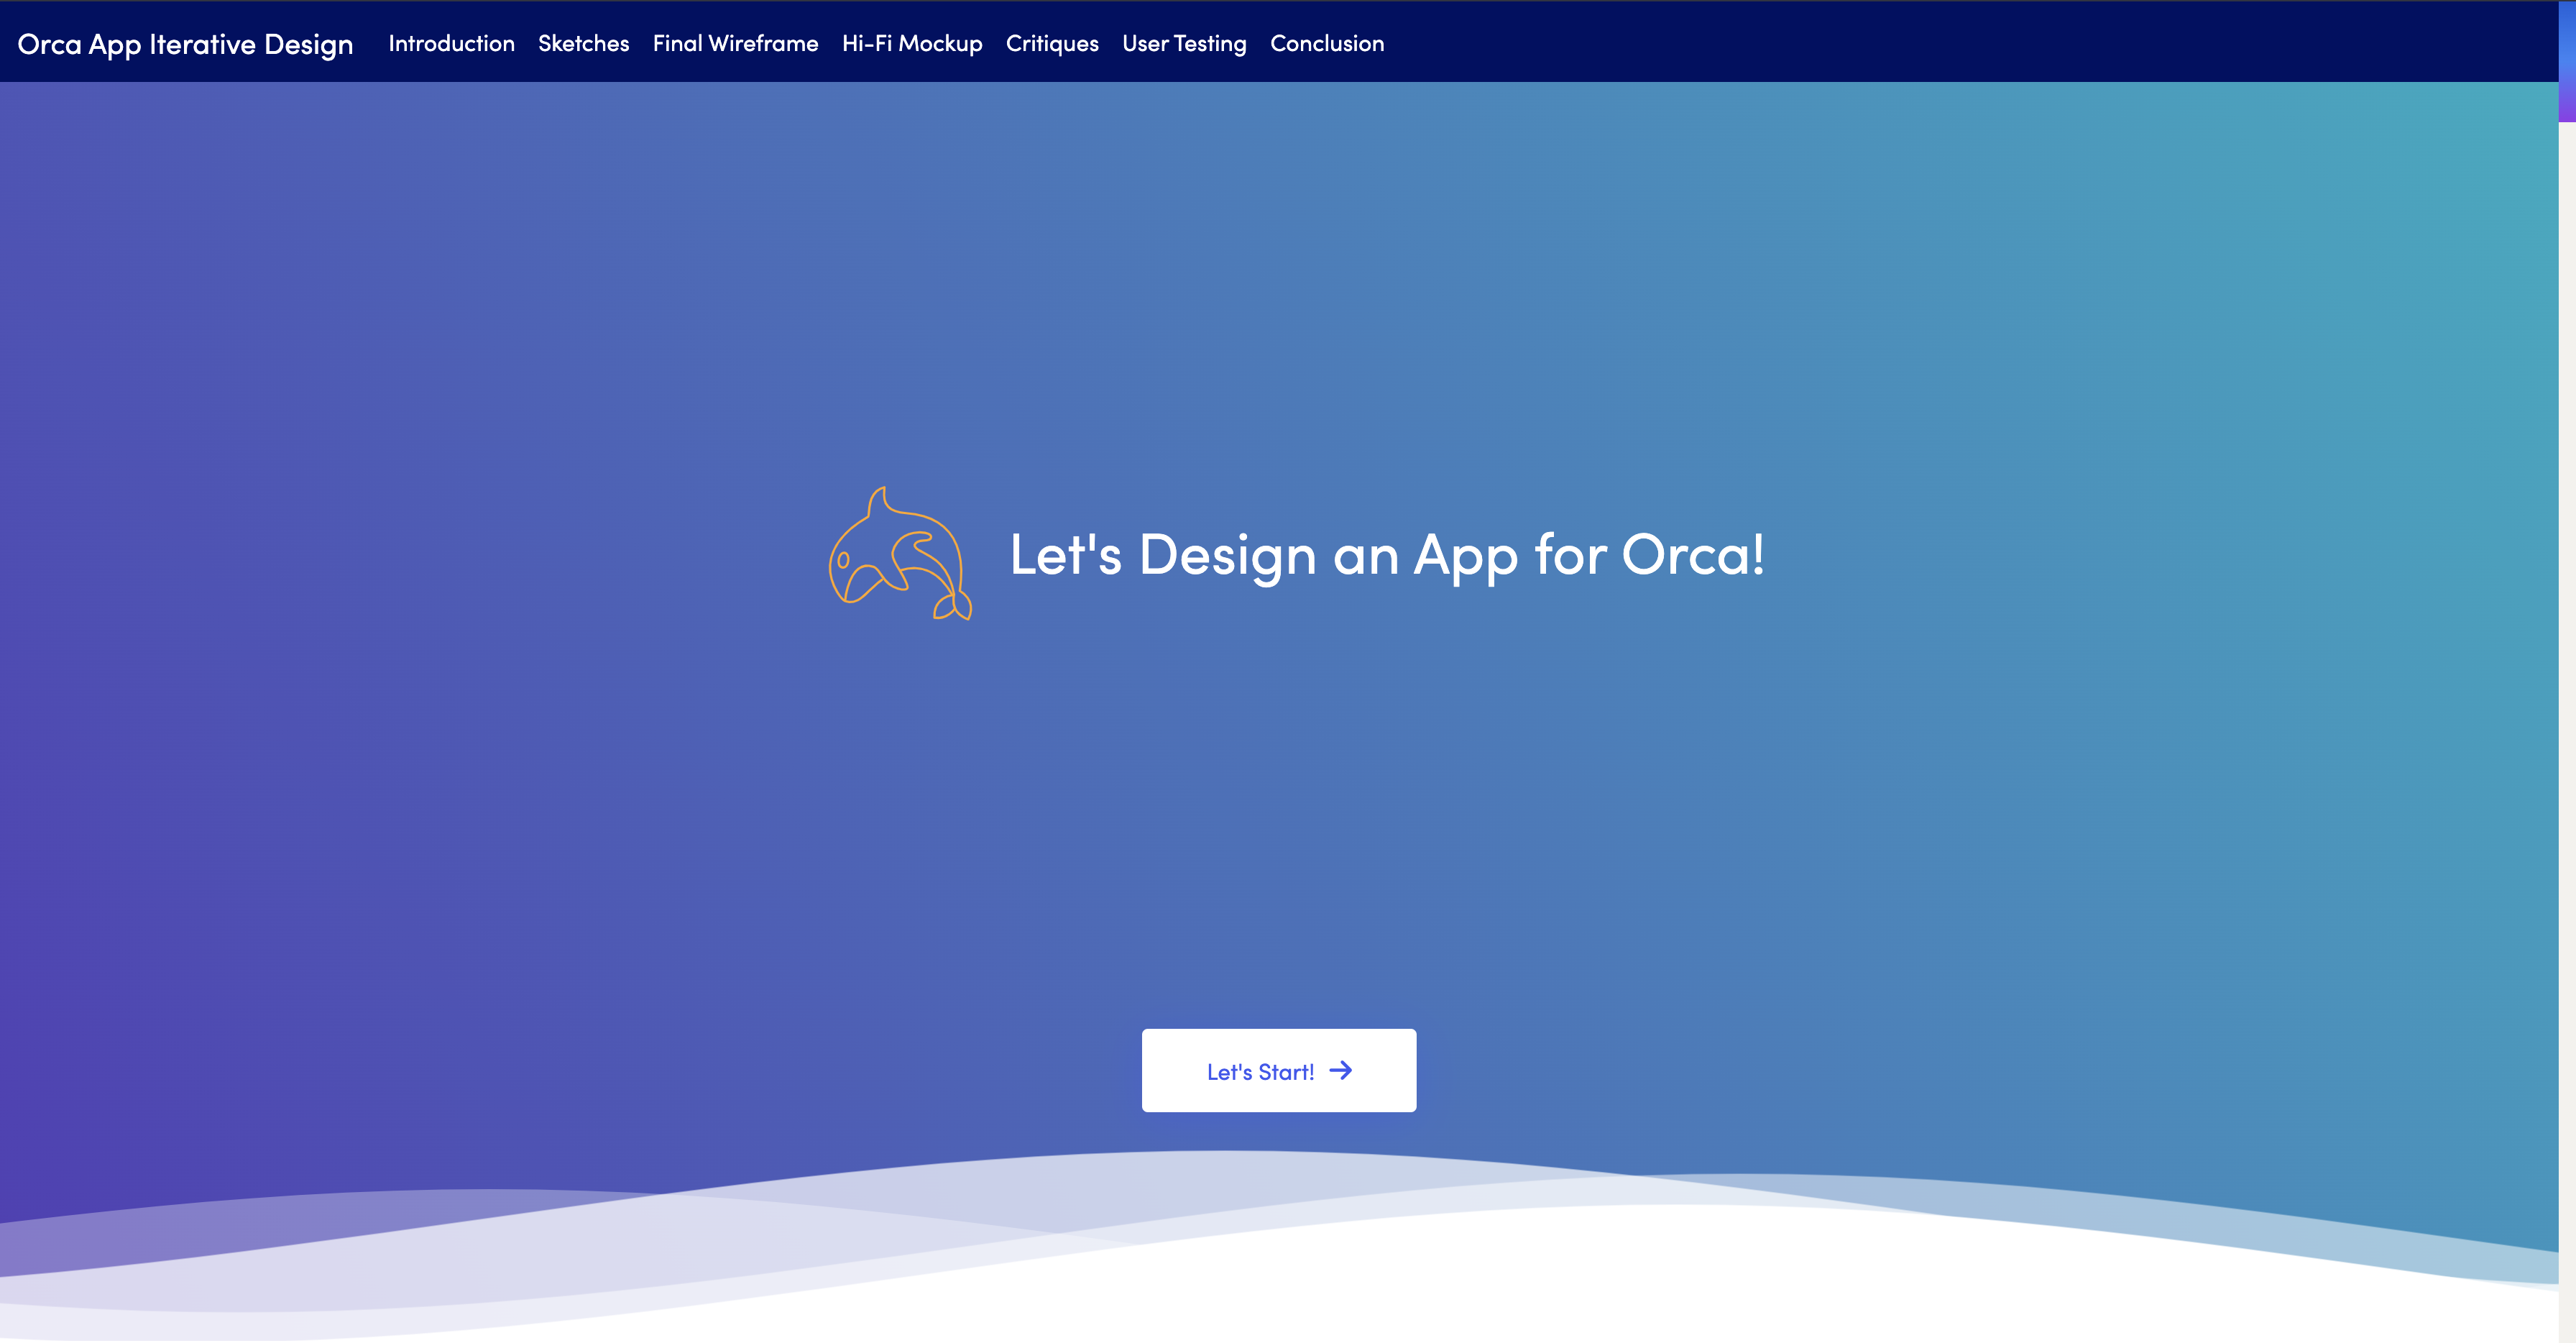 Orca App Iterative Design Introduction Sketches Final Wireframe Hi-Fi Mockup Critiques User Testing Conclusion
Let's Design an App for Orca!
Let's Start!